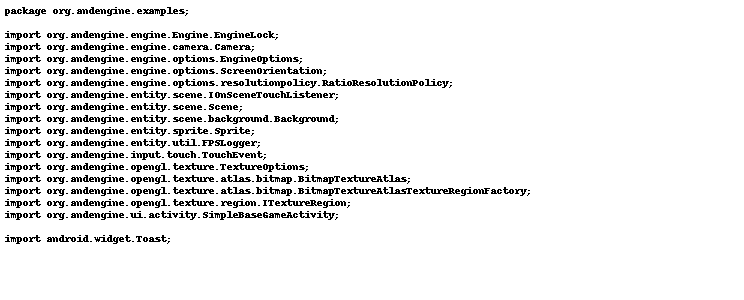 package org.andengine.examples;

import org.andengine.engine.Engine.EngineLock;
import org.andengine.engine.camera.Camera;
import org.andengine.engine.options.EngineOptions;
import org.andengine.engine.options.ScreenOrientation;
import org.andengine.engine.options.resolutionpolicy.RatioResolutionPolicy;
import org.andengine.entity.scene.IOnSceneTouchListener;
import org.andengine.entity.scene.Scene;
import org.andengine.entity.scene.background.Background;
import org.andengine.entity.sprite.Sprite;
import org.andengine.entity.util.FPSLogger;
import org.andengine.input.touch.TouchEvent;
import org.andengine.opengl.texture.TextureOptions;
import org.andengine.opengl.texture.atlas.bitmap.BitmapTextureAtlas;
import org.andengine.opengl.texture.atlas.bitmap.BitmapTextureAtlasTextureRegionFactory;
import org.andengine.opengl.texture.region.ITextureRegion;
import org.andengine.ui.activity.SimpleBaseGameActivity;

import android.widget.Toast;